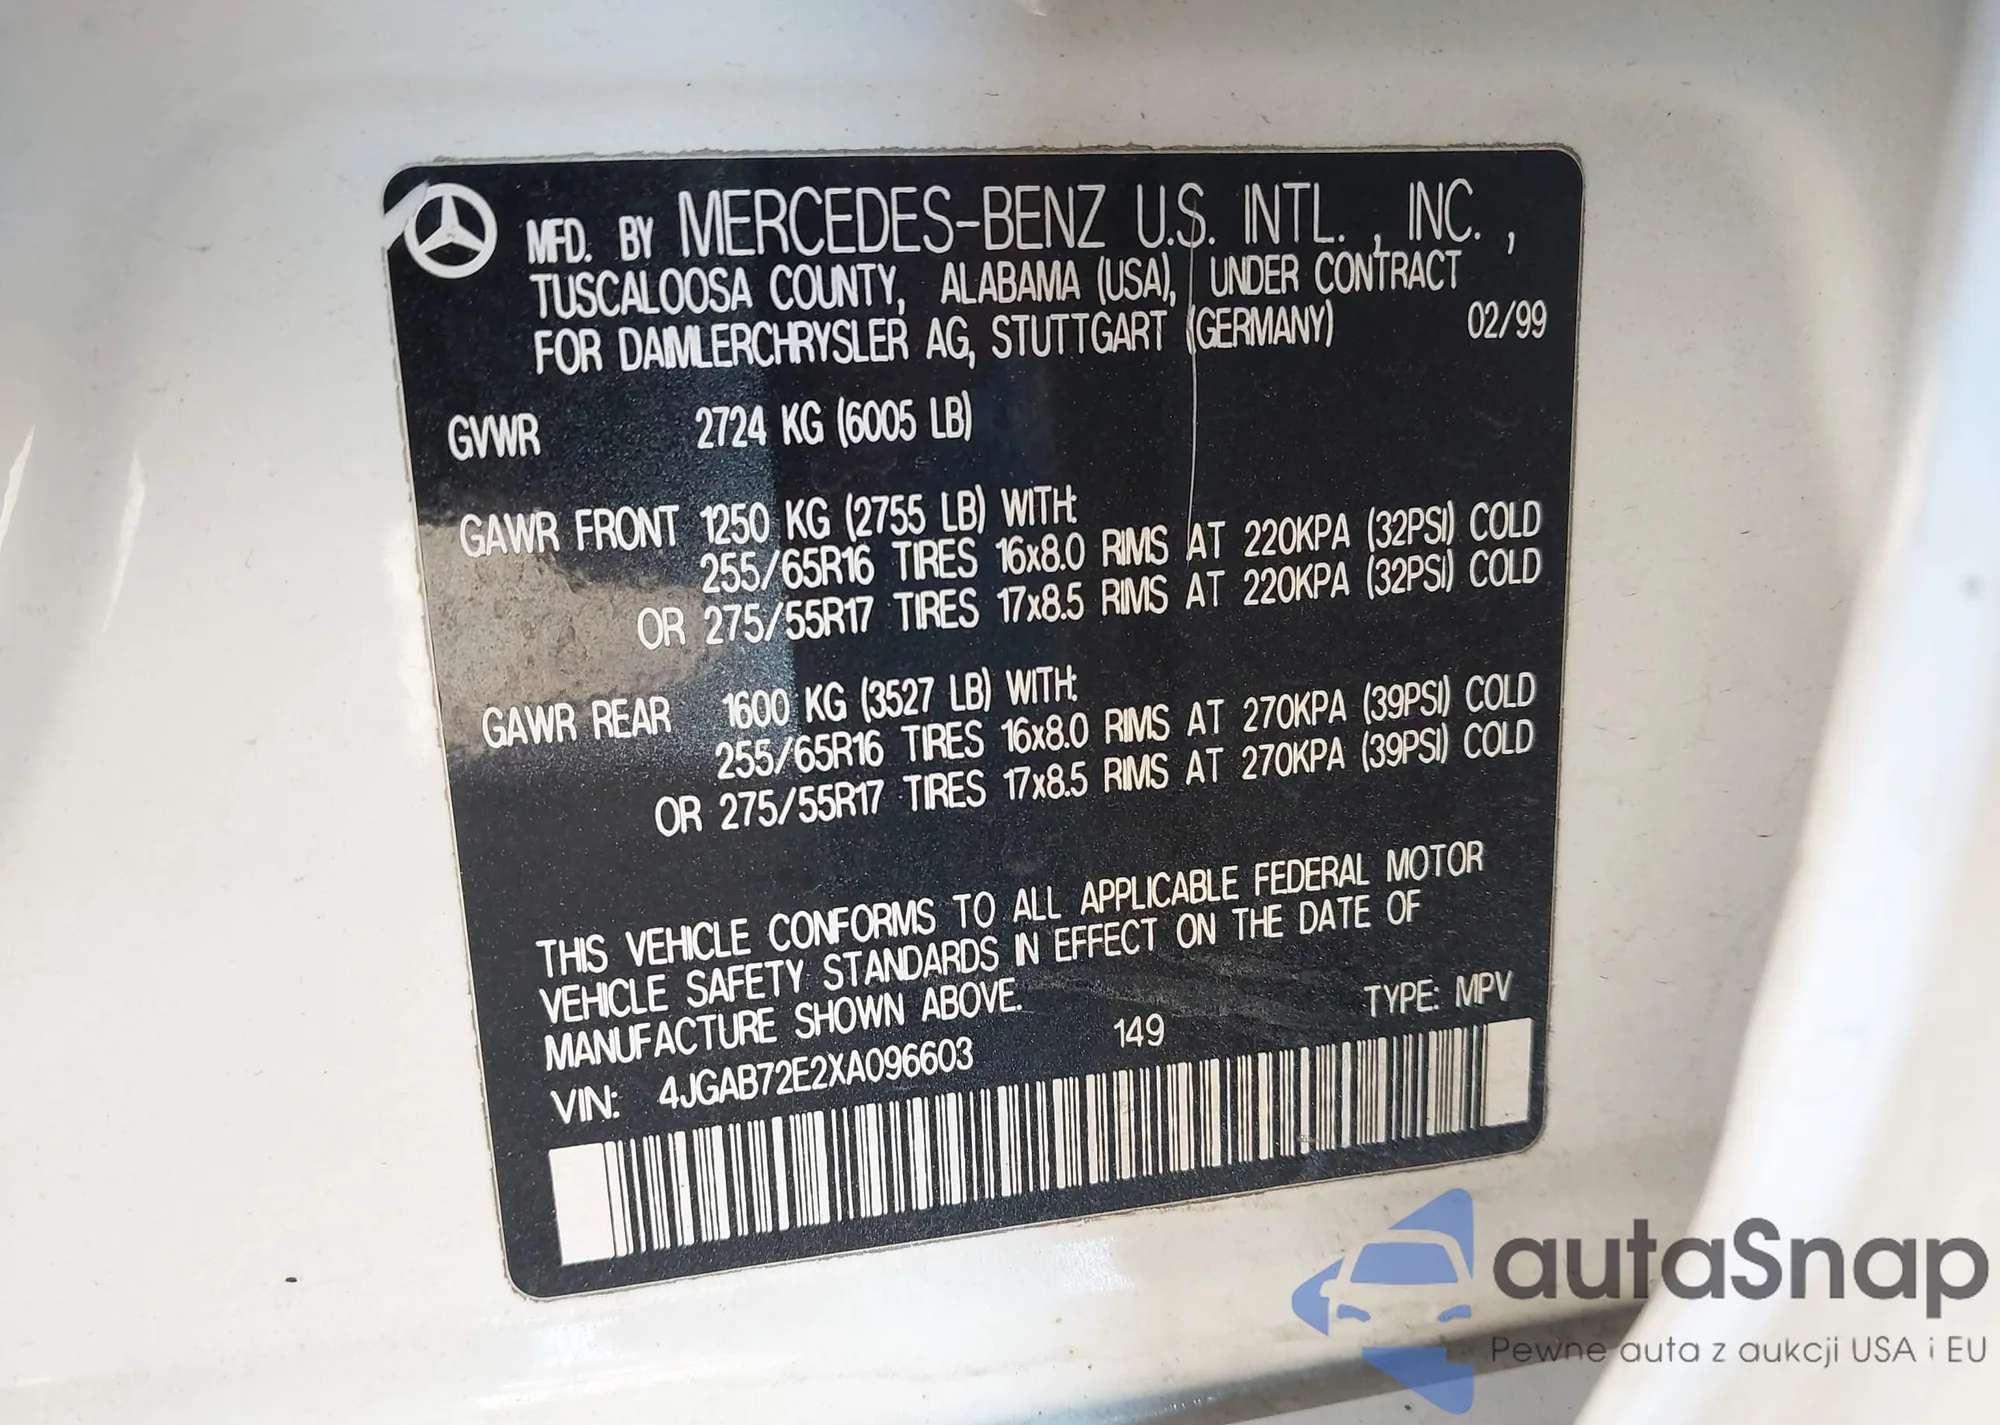 MFD. BY MERCEDES-BENZ U.S. INTL., INC.,
TUSCALOOSA COUNTY, ALABAMA (USA), UNDER CONTRACT
FOR DAIMLERCHRYSLER AG, STUTTGART (GERMANY) 02/99
GVWR 2724 KG (6005 LB)
GAWR FRONT 1250 KG (2755 LB) WITH:
255/65R16 TIRES 16x8.0 RIMS AT 220KPA (32PSI) COLD
OR 275/55R17 TIRES 17x8.5 RIMS AT 220KPA (32PSI) COLD
GAWR REAR 1600 KG (3527 LB) WITH:
255/65R16 TIRES 16x8.0 RIMS AT 270KPA (39PSI) COLD
OR 275/55R17 TIRES 17x8.5 RIMS AT 270KPA (39PSI) COLD
THIS VEHICLE CONFORMS TO ALL APPLICABLE FEDERAL MOTOR
VEHICLE SAFETY STANDARDS IN EFFECT ON THE DATE OF
MANUFACTURE SHOWN ABOVE.
149 TYPE: MPV
VIN: 4JGAB72E2XA096603
autaSnap
Pewne auta z aukcji USA i EU